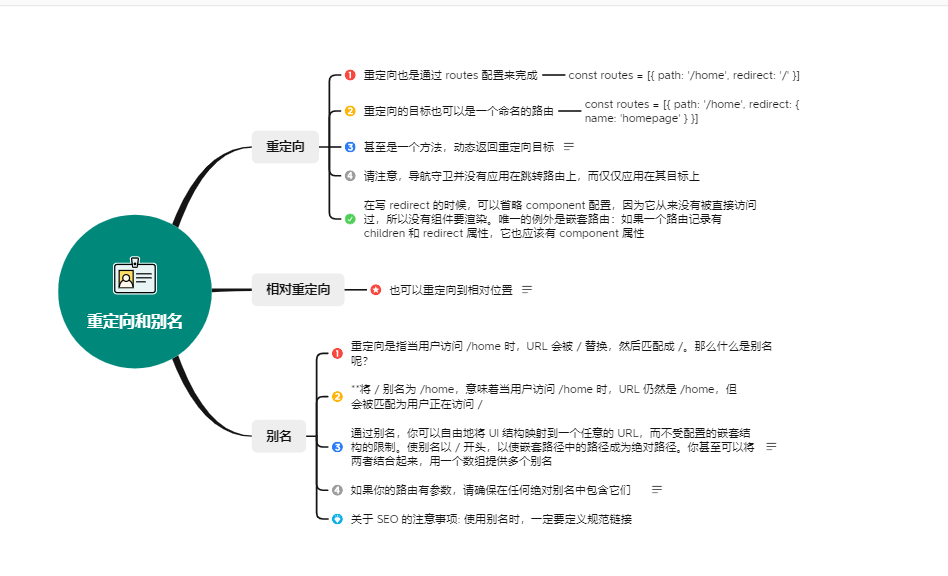 重定向和别名
重定向
重定向也是通过 routes 配置来完成
const routes = [{ path: '/home', redirect: '/' }]
重定向的目标也可以是一个命名的路由
const routes = [{ path: '/home', redirect: {
name: 'homepage' } }]
甚至是一个方法，动态返回重定向目标
请注意，导航守卫并没有应用在跳转路由上，而仅仅应用在其目标上
在写 redirect 的时候，可以省略 component 配置，因为它从来没有被直接访问
过，所以没有组件要渲染。唯一的例外是嵌套路由：如果一个路由记录有
children 和 redirect 属性，它也应该有 component 属性
相对重定向
也可以重定向到相对位置
别名
重定向是指当用户访问 /home 时，URL 会被 / 替换，然后匹配成 /。那么什么是别名
呢？
**将 / 别名为 /home，意味着当用户访问 /home 时，URL 仍然是 /home，但
会被匹配为用户正在访问 /
通过别名，你可以自由地将 UI 结构映射到一个任意的 URL，而不受配置的嵌套结
构的限制。使别名以 / 开头，以使嵌套路径中的路径成为绝对路径。你甚至可以将
两者结合起来，用一个数组提供多个别名
如果你的路由有参数，请确保在任何绝对别名中包含它们
关于 SEO 的注意事项: 使用别名时，一定要定义规范链接